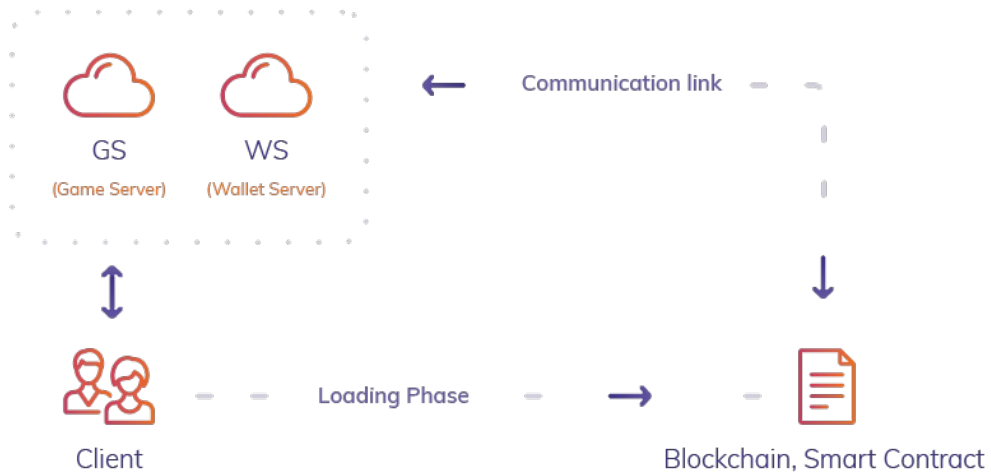 Communication link
GS
WS
(Game Server)
(Wallet Server)
Loading Phase
Client
Blockchain, Smart Contract